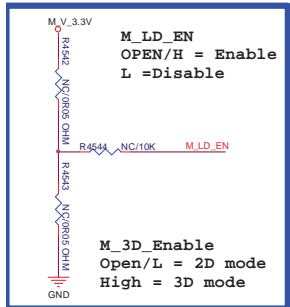 M_V_3.3V
R4542
NC/0R05 OHM
M_LD_EN
OPEN/H = Enable
L =Disable
R4544 NC/10K M_LD_EN
R4543
NC/0R05 OHM
M_3D_Enable
Open/L = 2D mode
High = 3D mode
GND